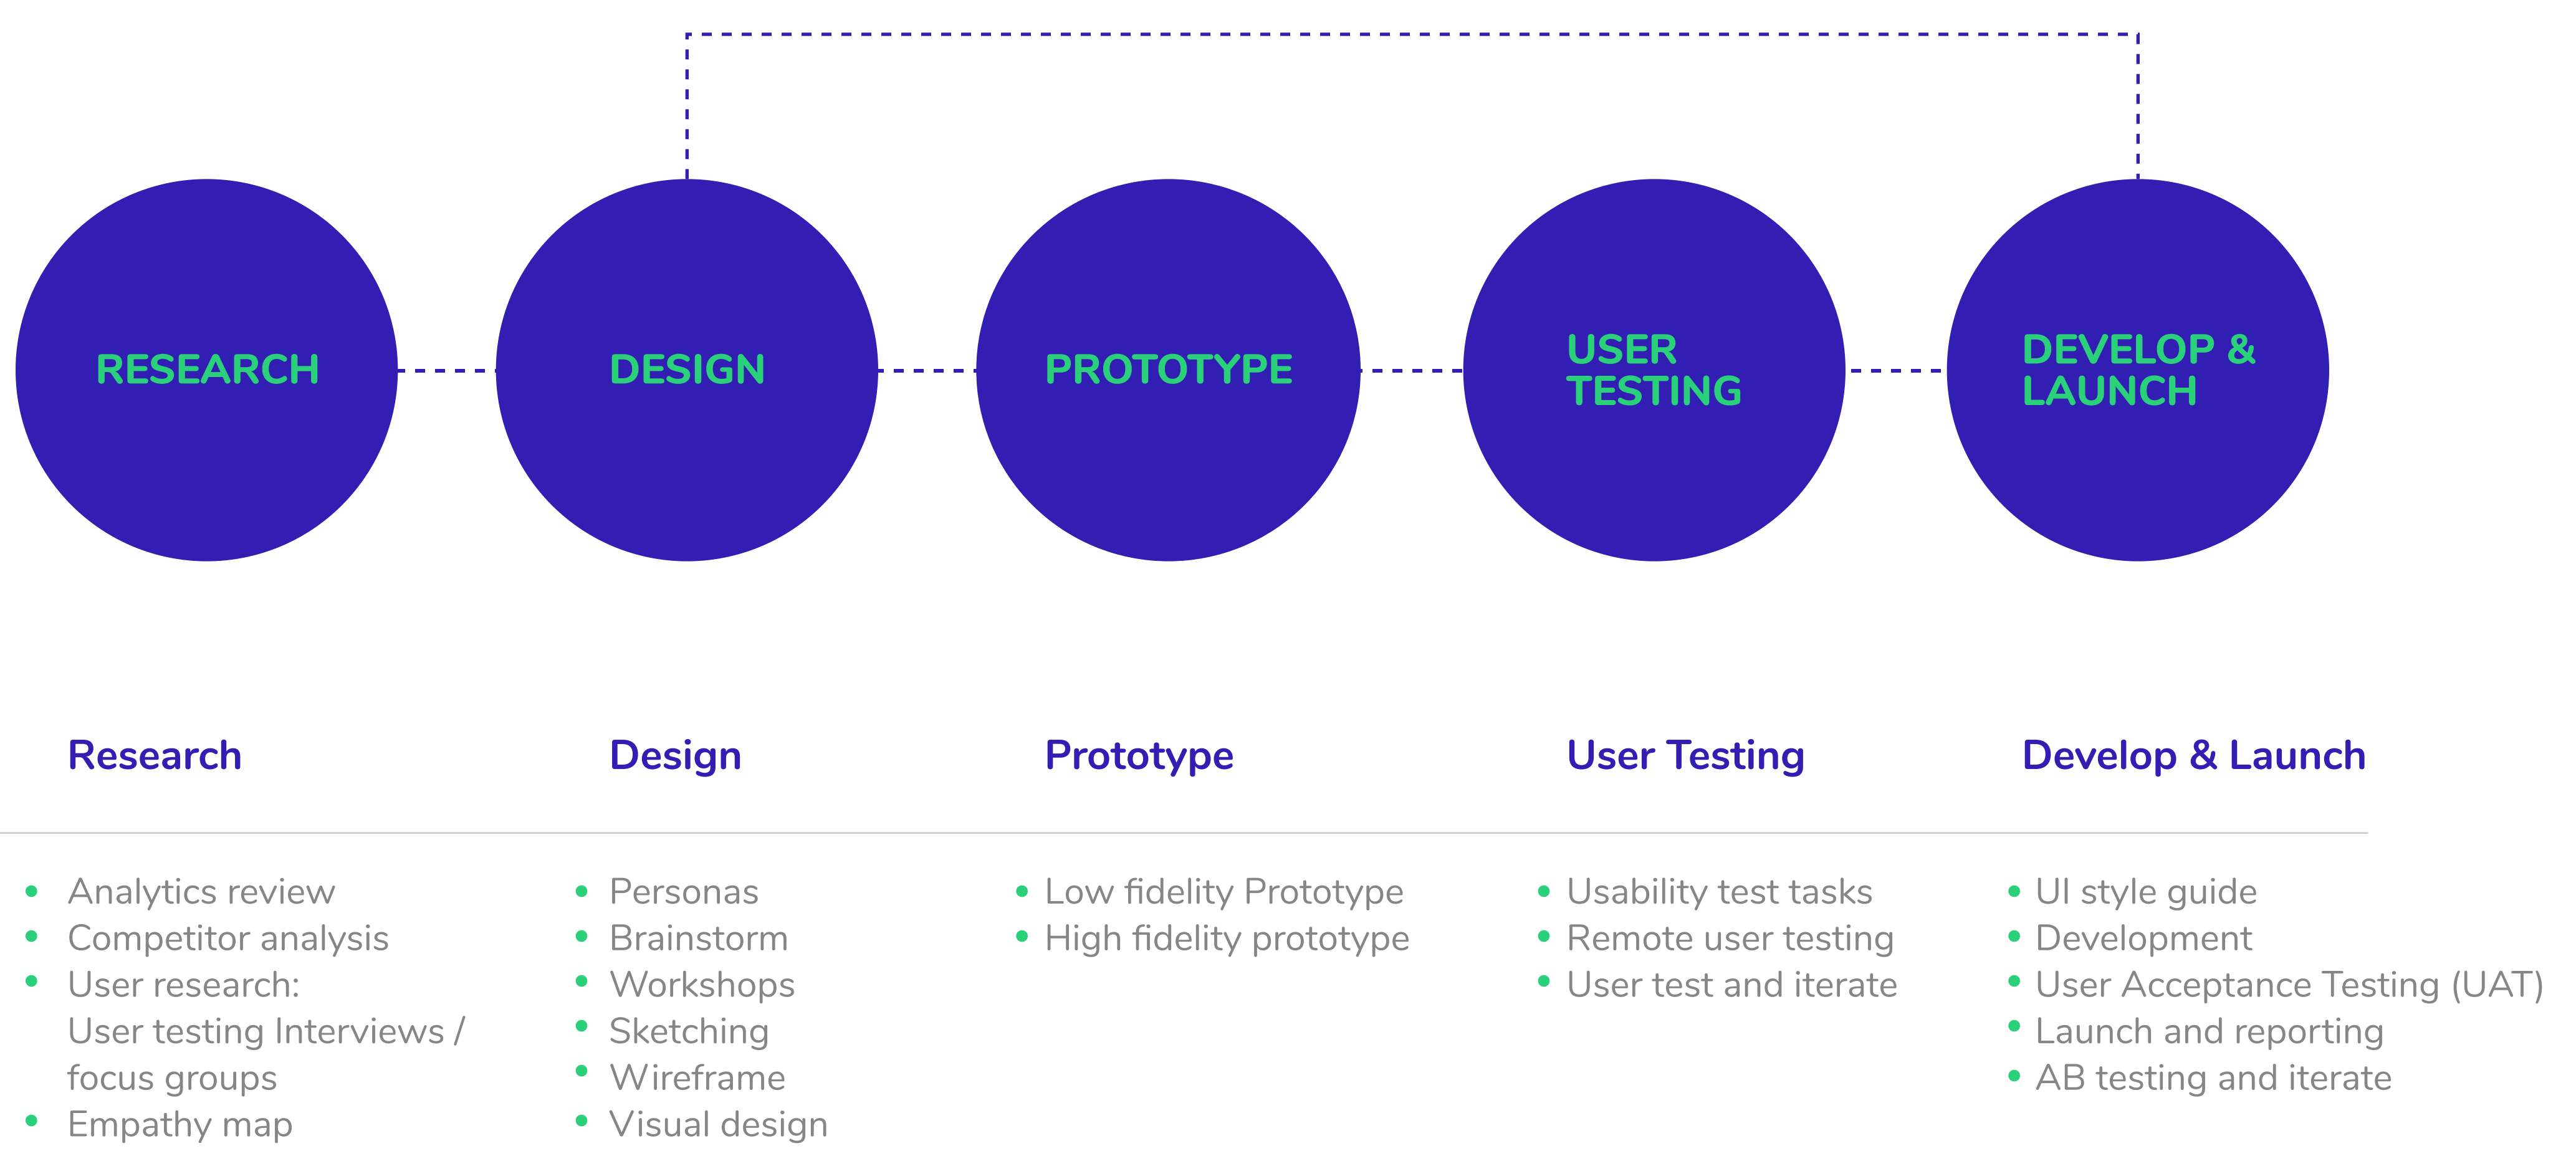 RESEARCH
DESIGN
PROTOTYPE
USER
TESTING
DEVELOP &
LAUNCH
Research
Analytics review
Competitor analysis
User research:
User testing Interviews /
focus groups
Empathy map
Design
Personas
Brainstorm
Workshops
Sketching
Wireframe
Visual design
Prototype
Low fidelity Prototype
High fidelity prototype
User Testing
Usability test tasks
Remote user testing
User test and iterate
Develop & Launch
UI style guide
Development
User Acceptance Testing (UAT)
Launch and reporting
AB testing and iterate